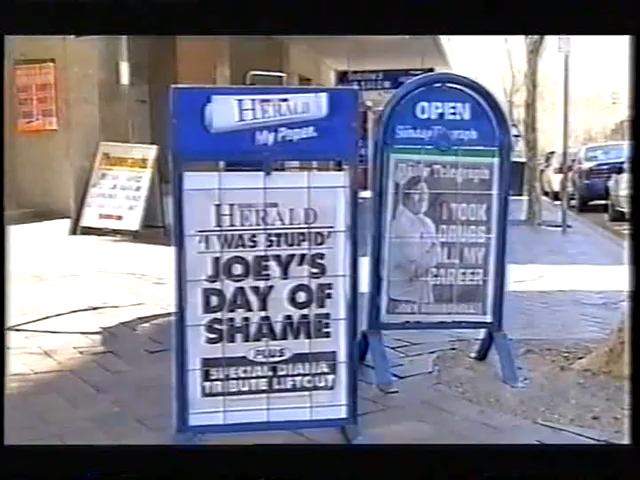 HERALD
My Paper.
HERALD
'I WAS STUPID'
JOEY'S
DAY OF
SHAME
PLUS
SPECIAL DIANA
TRIBUTE LIFTOUT
OPEN
Sunday Telegraph
Daily Telegraph
I TOOK
DRUGS
ALL MY
CAREER